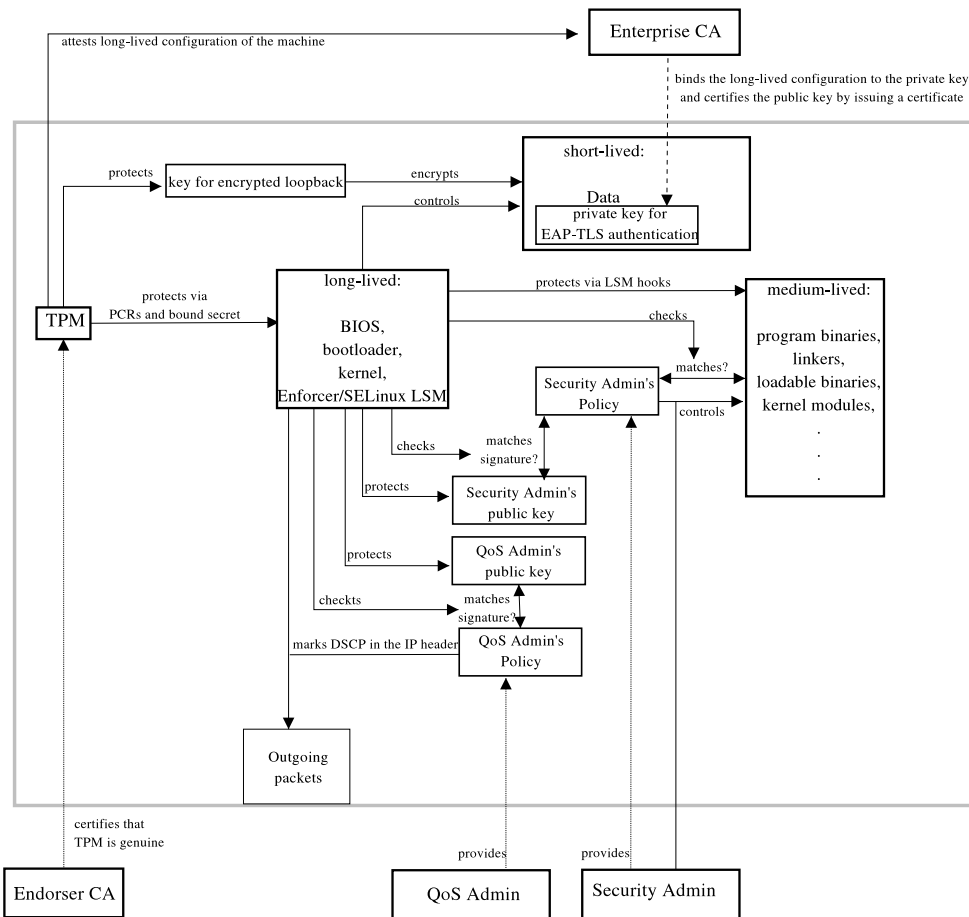 Enterprise CA
attests long-lived configuration of the machine
binds the long-lived configuration to the private key
and certifies the public key by issuing a certificate
short-lived:
protects
key for encrypted loopback
encrypts
controls
Data
private key for
EAP-TLS authentication
long-lived:
BIOS,
bootloader,
kernel,
Enforcer/SELinux LSM
protects via
PCRs and bound secret
TPM
protects via LSM hooks
checks
medium-lived:
program binaries,
linkers,
loadable binaries,
kernel modules,
.
.
.
matches?
controls
Security Admin's
Policy
checks
matches
signature?
protects
Security Admin's
public key
protects
QoS Admin's
public key
checkts
matches
signature?
marks DSCP in the IP header
QoS Admin's
Policy
Outgoing
packets
certifies that
TPM is genuine
provides
provides
Endorser CA
QoS Admin
Security Admin